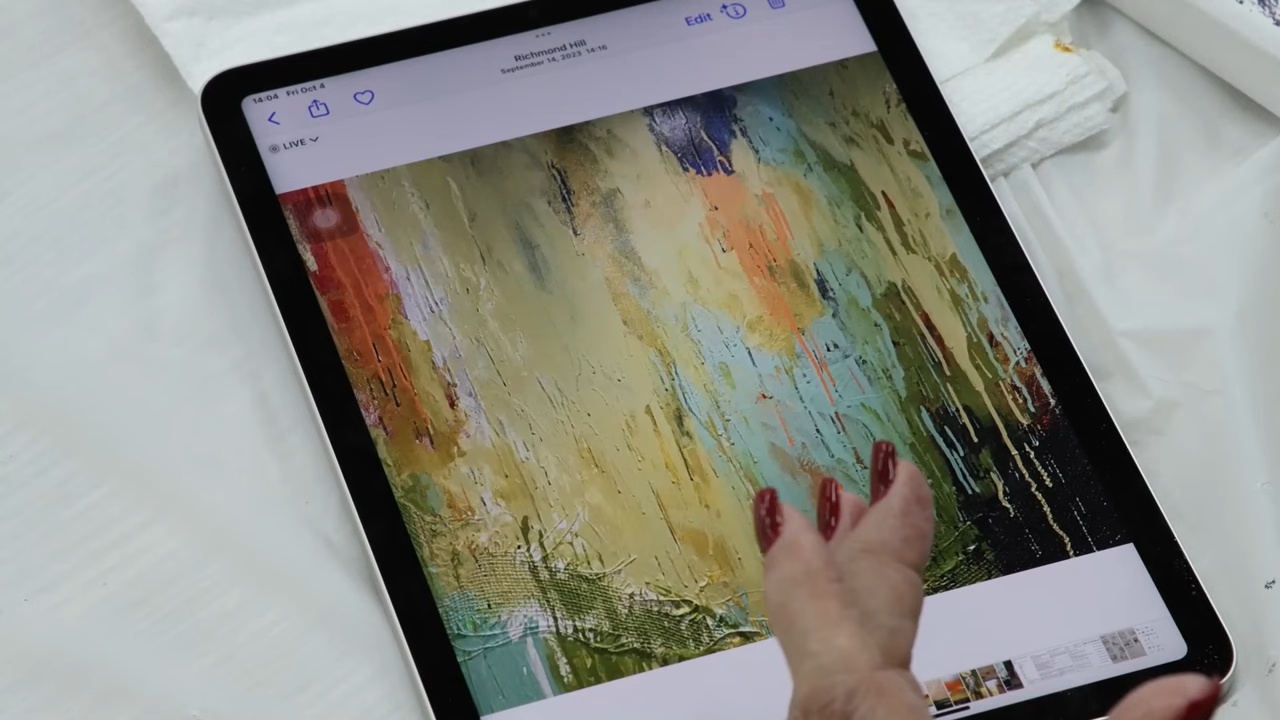 Edit
Richmond Hill
September 14, 2023 14:16
14:04 Fri Oct 4
LIVE